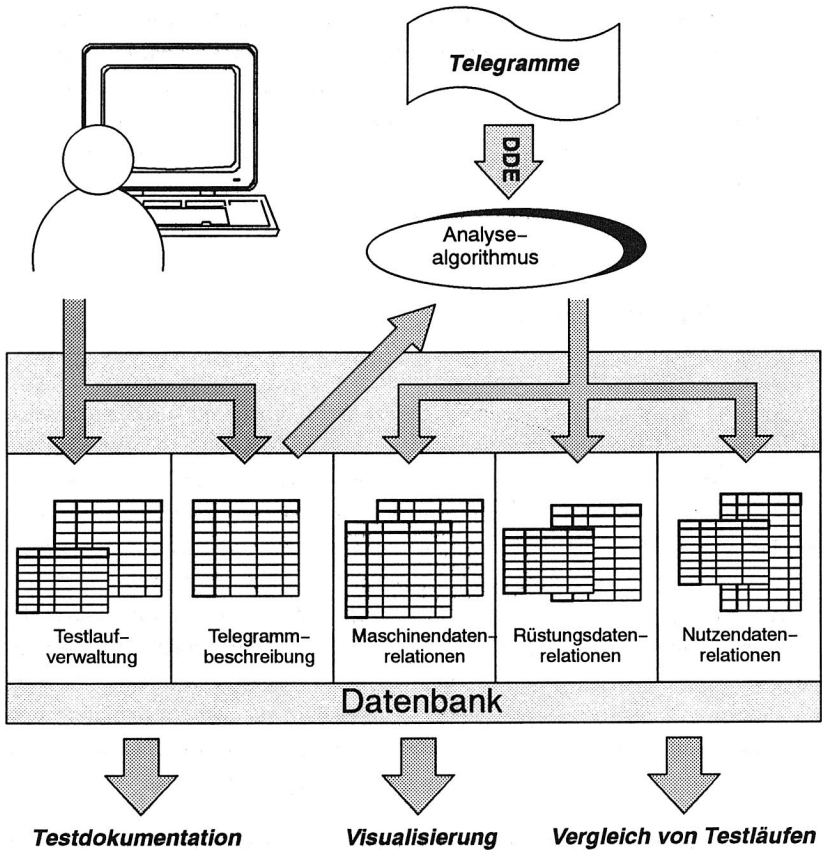 Telegramme
DDE
Analyse-
algorithmus
Testlauf-
verwaltung
Telegramm-
beschreibung
Maschinendaten-
relationen
Rüstungsdaten-
relationen
Nutzendaten-
relationen
Datenbank
Testdokumentation
Visualisierung
Vergleich von Testläufen